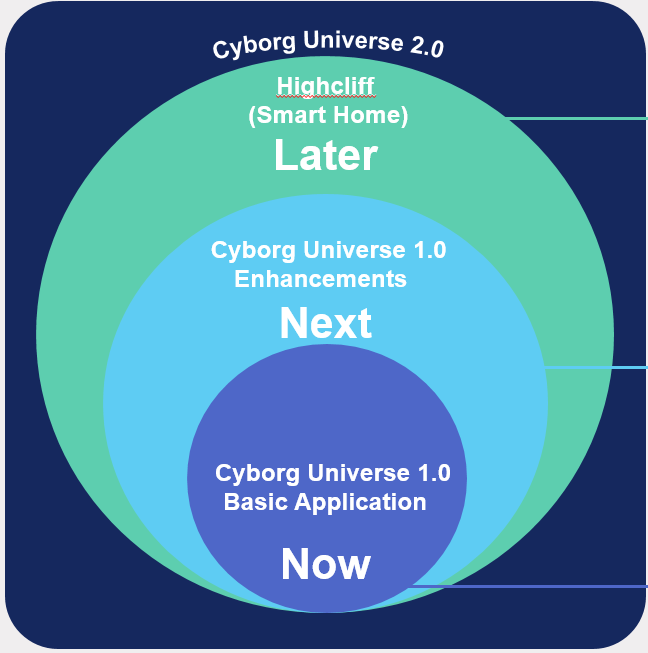 Cyborg Universe 2.0
Highcliff
(Smart Home)
Later
Cyborg Universe 1.0
Enhancements
Next
Cyborg Universe 1.0
Basic Application
Now